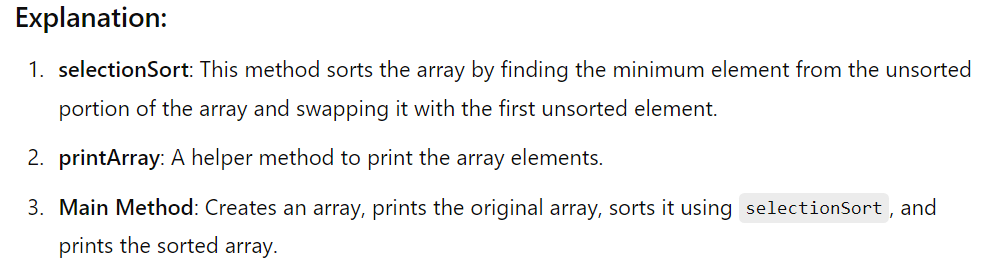 Explanation:
1. selectionSort: This method sorts the array by finding the minimum element from the unsorted
portion of the array and swapping it with the first unsorted element.
2. printArray: A helper method to print the array elements.
3. Main Method: Creates an array, prints the original array, sorts it using selectionSort, and
prints the sorted array.